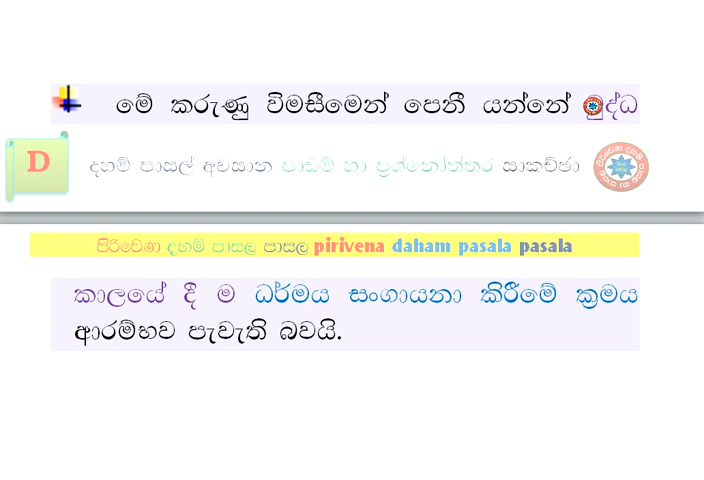 මේ කරුණු විමසීමෙන් පෙනී යන්නේ බුද්ධ
D
දහම් පාසල් අවසාන පාඩම් හා ප්‍රශ්නෝත්තර සාකච්ඡා
පිරිවෙණ දහම් පාසල පාසල pirivena daham pasala pasala
කාලයේ දී ම ධර්මය සංගායනා කිරීමේ ක්‍රමය
ආරම්භව පැවැති බවයි.